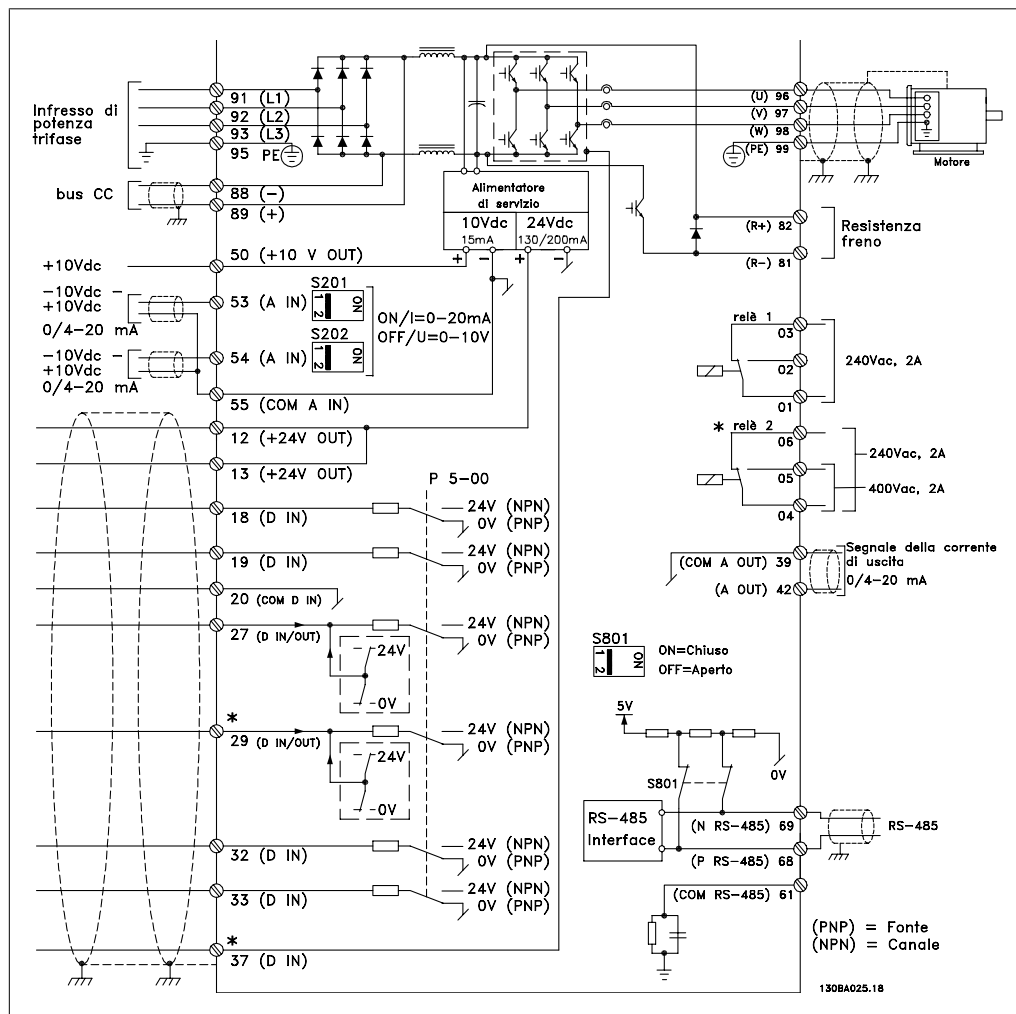 Infresso di
potenza
trifase
91 (L1)
92 (L2)
93 (L3)
95 PE
bus CC
88 (-)
89 (+)
Alimentatore
di servizio
10Vdc
15mA
24Vdc
130/200mA
+ - + -
(U) 96
(V) 97
(W) 98
(PE) 99
Motore
(R+) 82
(R-) 81
Resistenza
freno
+10Vdc
50 (+10 V OUT)
-10Vdc -
+10Vdc
0/4-20 mA
53 (A IN)
S201
ON
1 2
-10Vdc -
+10Vdc
0/4-20 mA
54 (A IN)
S202
ON
1 2
ON/I=0-20mA
OFF/U=0-10V
55 (COM A IN)
12 (+24V OUT)
13 (+24V OUT)
P 5-00
18 (D IN)
24V (NPN)
0V (PNP)
19 (D IN)
24V (NPN)
0V (PNP)
20 (COM D IN)
27 (D IN/OUT)
24V (NPN)
0V (PNP)
24V
0V
*
29 (D IN/OUT)
24V (NPN)
0V (PNP)
24V
0V
32 (D IN)
24V (NPN)
0V (PNP)
33 (D IN)
24V (NPN)
0V (PNP)
*
37 (D IN)
relè 1
03
02
01
240Vac, 2A
* relè 2
06
05
04
240Vac, 2A
400Vac, 2A
(COM A OUT) 39
(A OUT) 42
Segnale della corrente
di uscita
0/4-20 mA
S801
ON
1 2
ON=Chiuso
OFF=Aperto
5V
0V
S801
RS-485
Interface
(N RS-485) 69
(P RS-485) 68
RS-485
(COM RS-485) 61
(PNP) = Fonte
(NPN) = Canale
130BA025.18